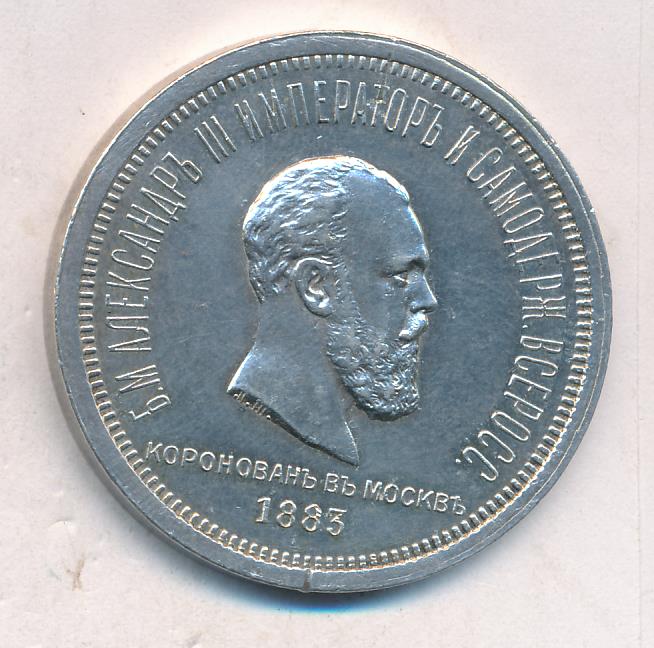 Б.М АЛЕКСАНДРЪ III ИМПЕРАТОРЪ И САМОДЕРЖ. ВСЕРОСС.
КОРОНОВАНЪ ВЪ МОСКВѢ
1883